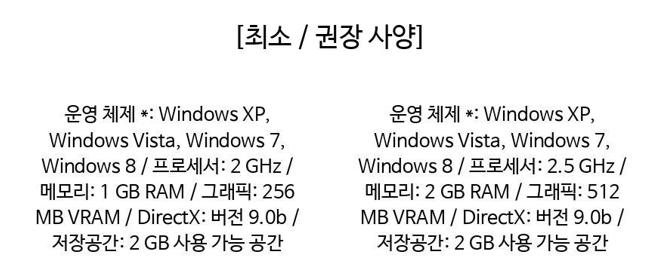 [최소 / 권장 사양]
운영 체제 *: Windows XP,
Windows Vista, Windows 7,
Windows 8 / 프로세서: 2 GHz /
메모리: 1 GB RAM / 그래픽: 256
MB VRAM / DirectX: 버전 9.0b /
저장공간: 2 GB 사용 가능 공간
운영 체제 *: Windows XP,
Windows Vista, Windows 7,
Windows 8 / 프로세서: 2.5 GHz /
메모리: 2 GB RAM / 그래픽: 512
MB VRAM / DirectX: 버전 9.0b /
저장공간: 2 GB 사용 가능 공간